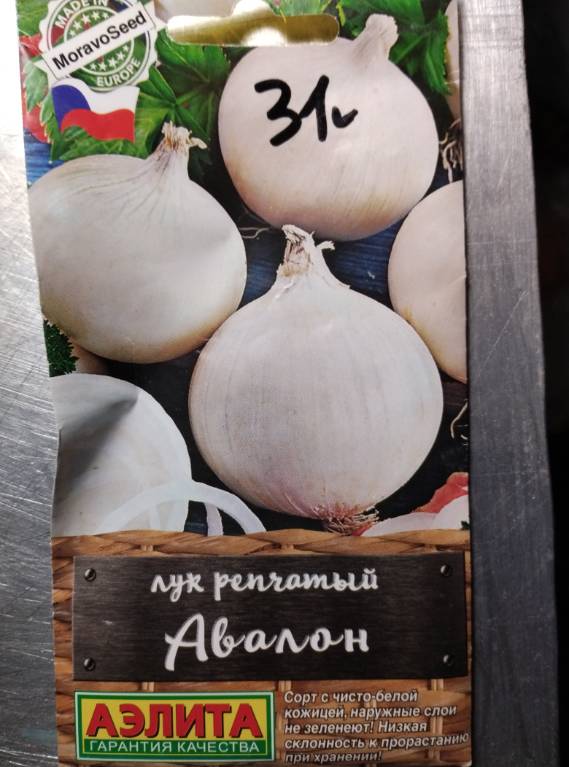 MADE IN
MoravoSeed
EUROPE
31
лук репчатый
Авалон
АЭЛИТА
ГАРАНТИЯ КАЧЕСТВА
Сорт с чисто-белой
кожицей, наружные слои
не зеленеют! Низкая
склонность к прорастанию
при хранении!